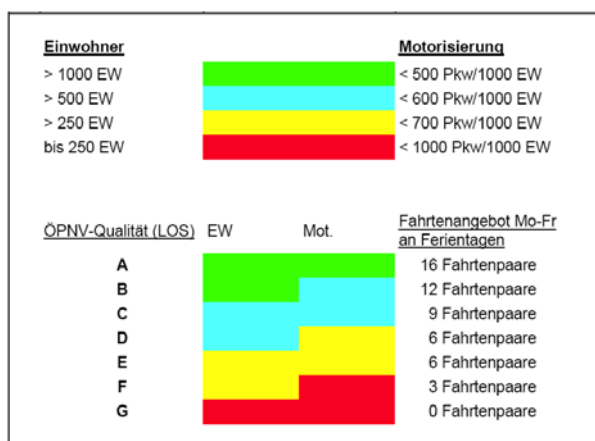 Einwohner Motorisierung
> 1000 EW < 500 Pkw/1000 EW
> 500 EW < 600 Pkw/1000 EW
> 250 EW < 700 Pkw/1000 EW
bis 250 EW < 1000 Pkw/1000 EW
ÖPNV-Qualität (LOS) EW Mot. Fahrtenangebot Mo-Fr
an Ferientagen
A 16 Fahrtenpaare
B 12 Fahrtenpaare
C 9 Fahrtenpaare
D 6 Fahrtenpaare
E 6 Fahrtenpaare
F 3 Fahrtenpaare
G 0 Fahrtenpaare